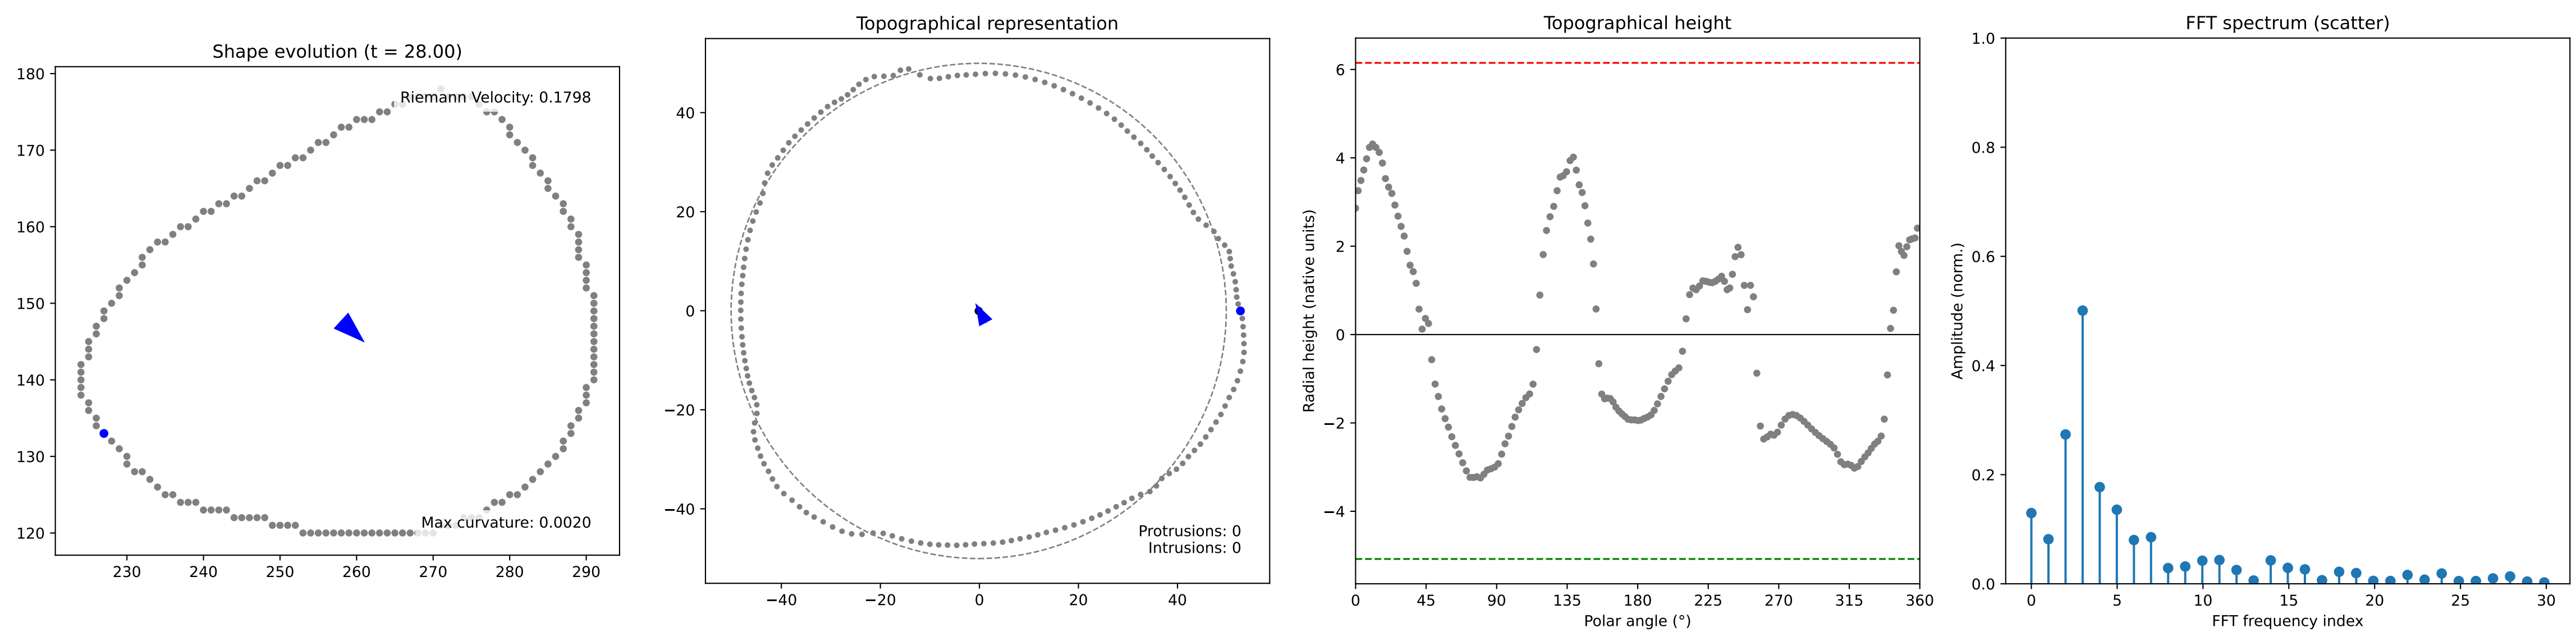 Shape evolution (t = 28.00)
Riemann Velocity: 0.1798
Max curvature: 0.0020
180
170
160
150
140
130
120
230 240 250 260 270 280 290
Topographical representation
Protrusions: 0
Intrusions: 0
40
20
0
−20
−40
−40 −20 0 20 40
Topographical height
Radial height (native units)
6
4
2
0
−2
−4
0 45 90 135 180 225 270 315 360
Polar angle (°)
FFT spectrum (scatter)
Amplitude (norm.)
1.0
0.8
0.6
0.4
0.2
0.0
0 5 10 15 20 25 30
FFT frequency index